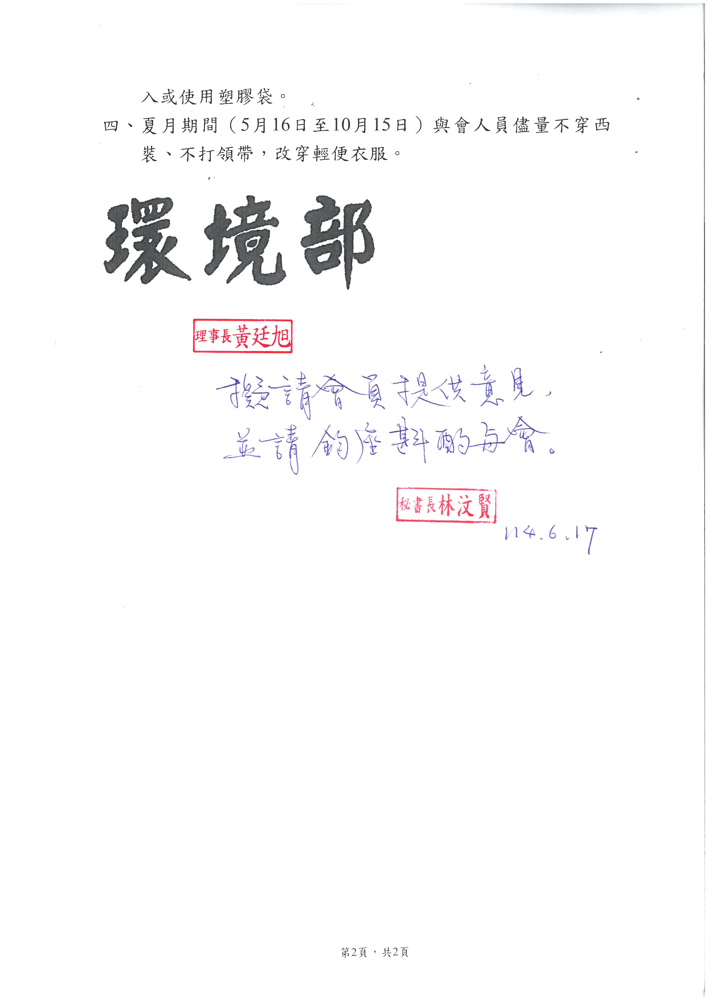 入或使用塑膠袋。
四、夏月期間（5月16日至10月15日）與會人員儘量不穿西
裝、不打領帶，改穿輕便衣服。
環境部
理事長黃廷旭
擬請會員提供意見，
並請 鈞座斟酌与會。
秘書長林汶賢
114.6.17
第2頁，共2頁